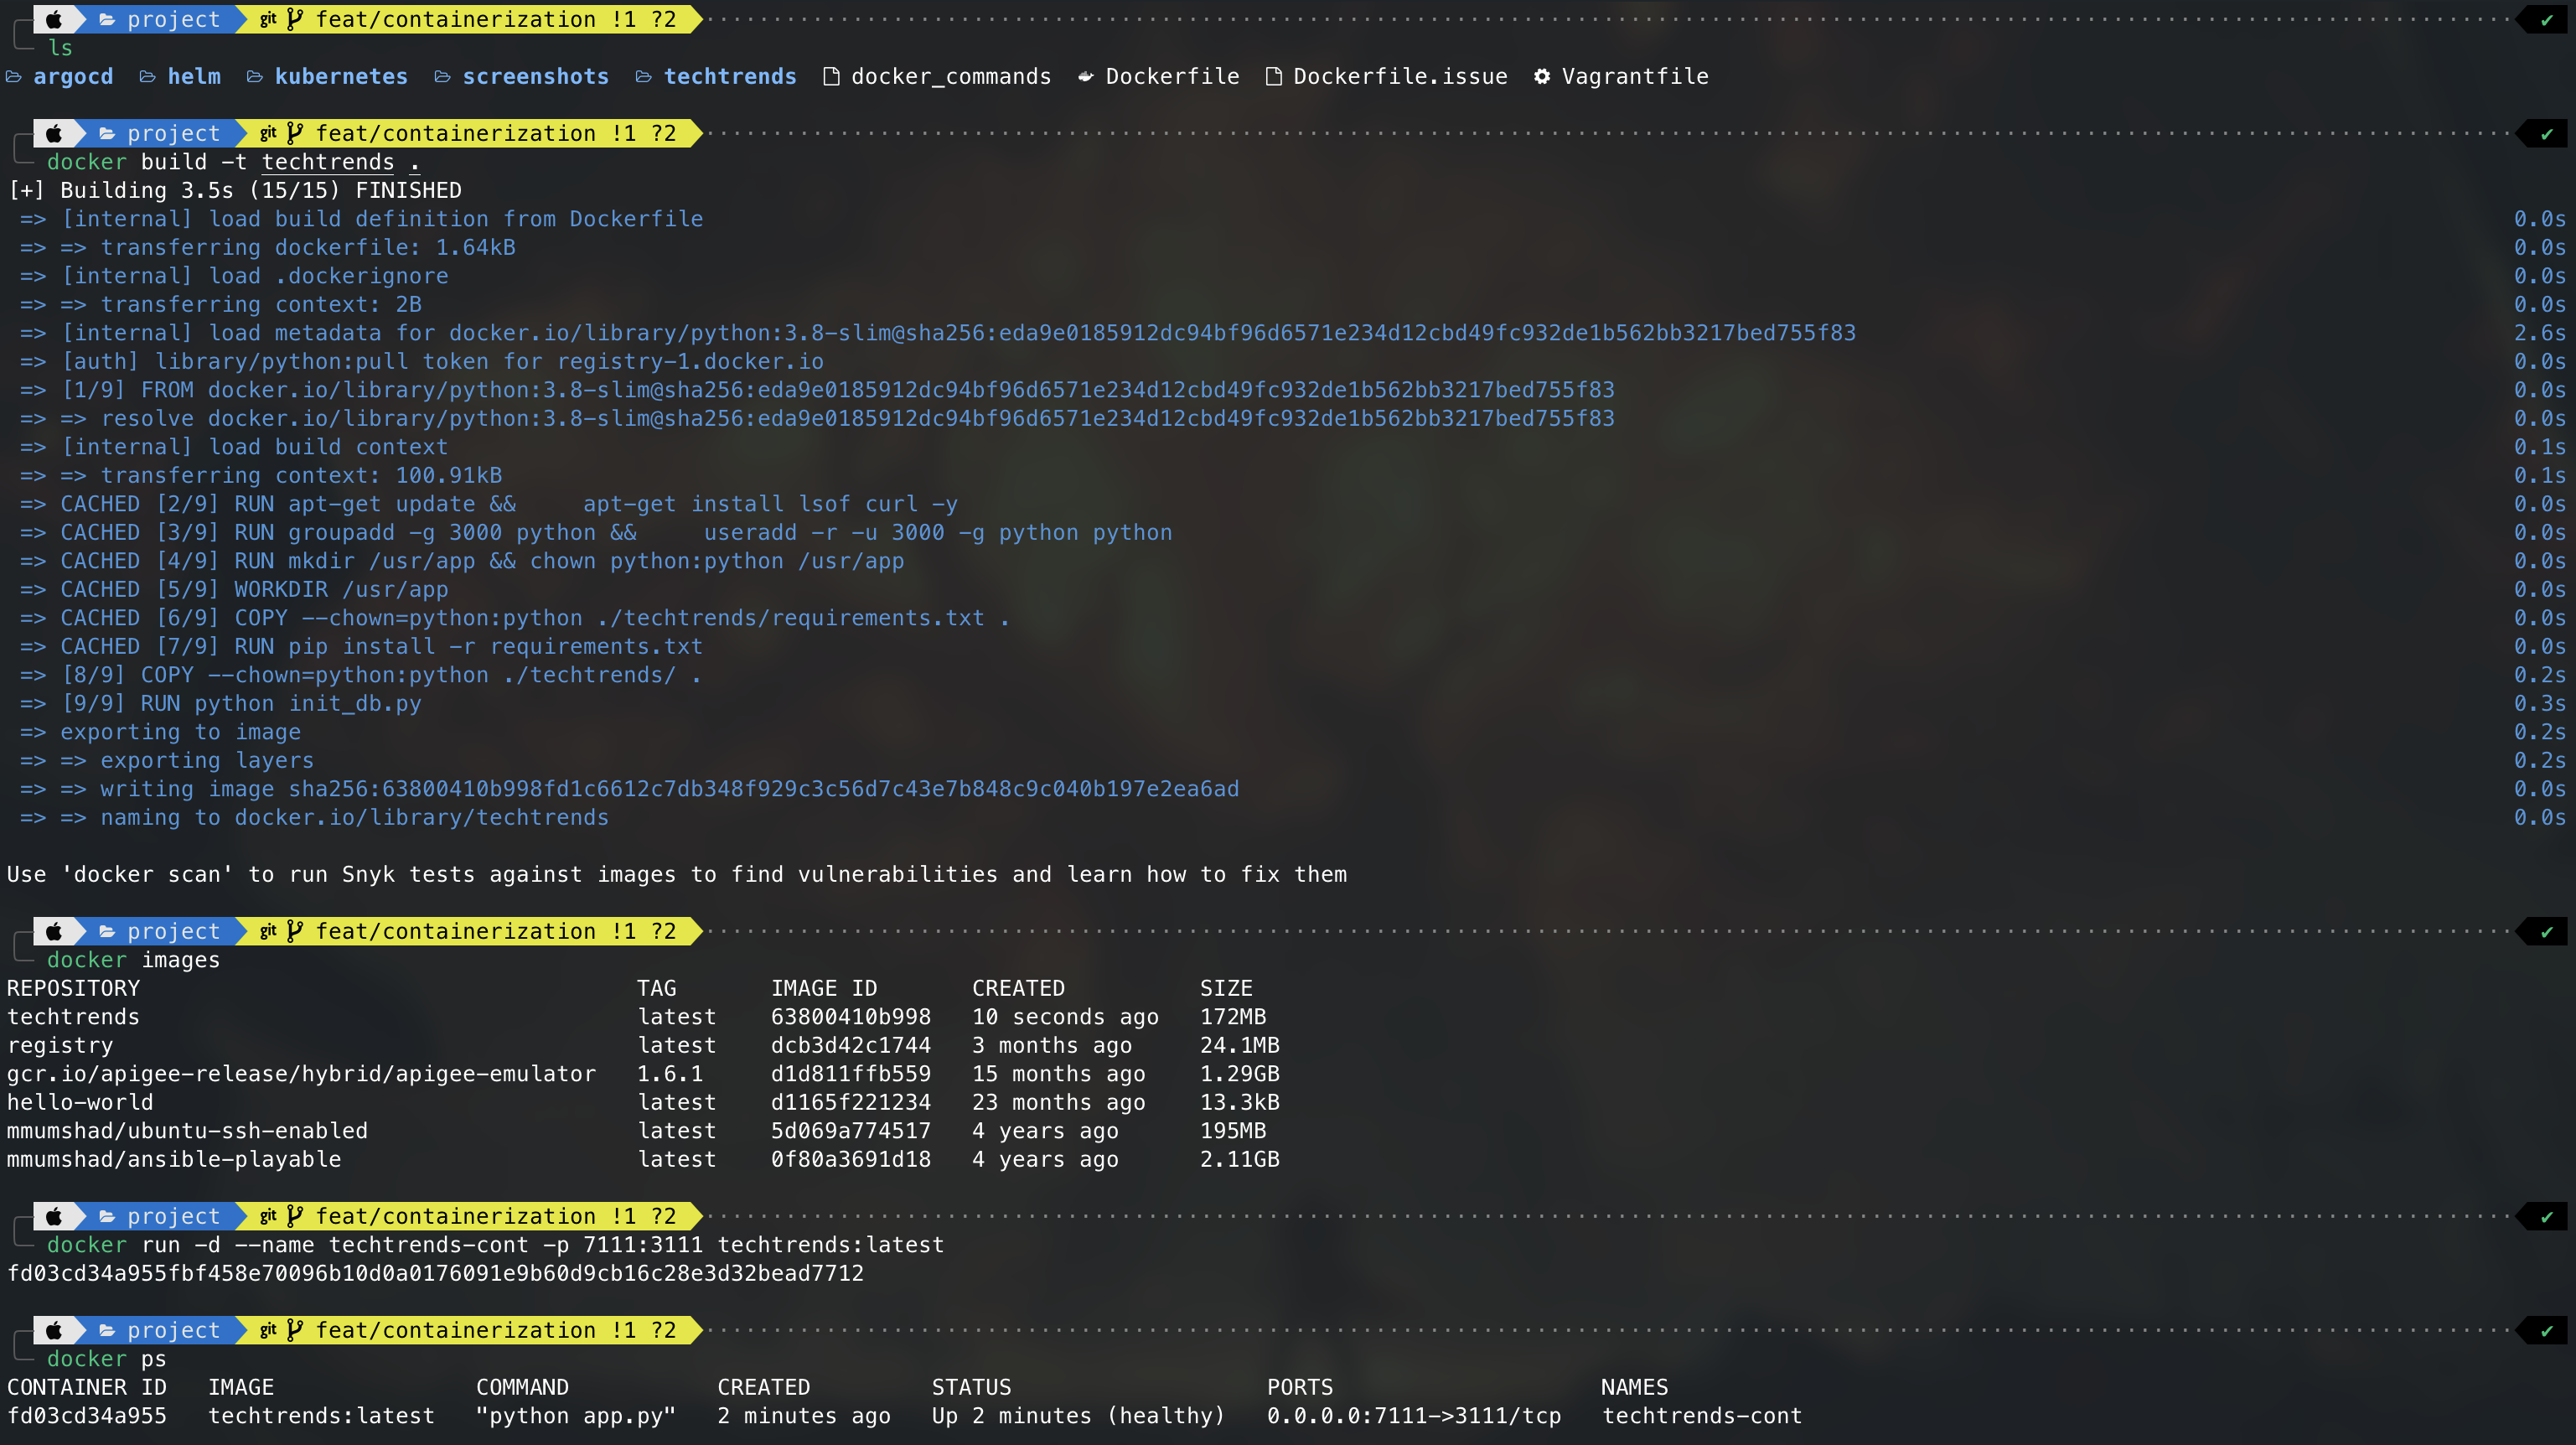 project git feat/containerization !1 ?2 ✔
ls
argocd helm kubernetes screenshots techtrends docker_commands Dockerfile Dockerfile.issue Vagrantfile
project git feat/containerization !1 ?2 ✔
docker build -t techtrends .
[+] Building 3.5s (15/15) FINISHED
=> [internal] load build definition from Dockerfile 0.0s
=> => transferring dockerfile: 1.64kB 0.0s
=> [internal] load .dockerignore 0.0s
=> => transferring context: 2B 0.0s
=> [internal] load metadata for docker.io/library/python:3.8-slim@sha256:eda9e0185912dc94bf96d6571e234d12cbd49fc932de1b562bb3217bed755f83 2.6s
=> [auth] library/python:pull token for registry-1.docker.io 0.0s
=> [1/9] FROM docker.io/library/python:3.8-slim@sha256:eda9e0185912dc94bf96d6571e234d12cbd49fc932de1b562bb3217bed755f83 0.0s
=> => resolve docker.io/library/python:3.8-slim@sha256:eda9e0185912dc94bf96d6571e234d12cbd49fc932de1b562bb3217bed755f83 0.0s
=> [internal] load build context 0.1s
=> => transferring context: 100.91kB 0.1s
=> CACHED [2/9] RUN apt-get update &&     apt-get install lsof curl -y 0.0s
=> CACHED [3/9] RUN groupadd -g 3000 python &&     useradd -r -u 3000 -g python python 0.0s
=> CACHED [4/9] RUN mkdir /usr/app && chown python:python /usr/app 0.0s
=> CACHED [5/9] WORKDIR /usr/app 0.0s
=> CACHED [6/9] COPY --chown=python:python ./techtrends/requirements.txt . 0.0s
=> CACHED [7/9] RUN pip install -r requirements.txt 0.0s
=> [8/9] COPY --chown=python:python ./techtrends/ . 0.2s
=> [9/9] RUN python init_db.py 0.3s
=> exporting to image 0.2s
=> => exporting layers 0.2s
=> => writing image sha256:63800410b998fd1c6612c7db348f929c3c56d7c43e7b848c9c040b197e2ea6ad 0.0s
=> => naming to docker.io/library/techtrends 0.0s
Use 'docker scan' to run Snyk tests against images to find vulnerabilities and learn how to fix them
project git feat/containerization !1 ?2 ✔
docker images
REPOSITORY TAG IMAGE ID CREATED SIZE
techtrends latest 63800410b998 10 seconds ago 172MB
registry latest dcb3d42c1744 3 months ago 24.1MB
gcr.io/apigee-release/hybrid/apigee-emulator 1.6.1 d1d811ffb559 15 months ago 1.29GB
hello-world latest d1165f221234 23 months ago 13.3kB
mmumshad/ubuntu-ssh-enabled latest 5d069a774517 4 years ago 195MB
mmumshad/ansible-playable latest 0f80a3691d18 4 years ago 2.11GB
project git feat/containerization !1 ?2 ✔
docker run -d --name techtrends-cont -p 7111:3111 techtrends:latest
fd03cd34a955fbf458e70096b10d0a0176091e9b60d9cb16c28e3d32bead7712
project git feat/containerization !1 ?2 ✔
docker ps
CONTAINER ID IMAGE COMMAND CREATED STATUS PORTS NAMES
fd03cd34a955 techtrends:latest "python app.py" 2 minutes ago Up 2 minutes (healthy) 0.0.0.0:7111->3111/tcp techtrends-cont